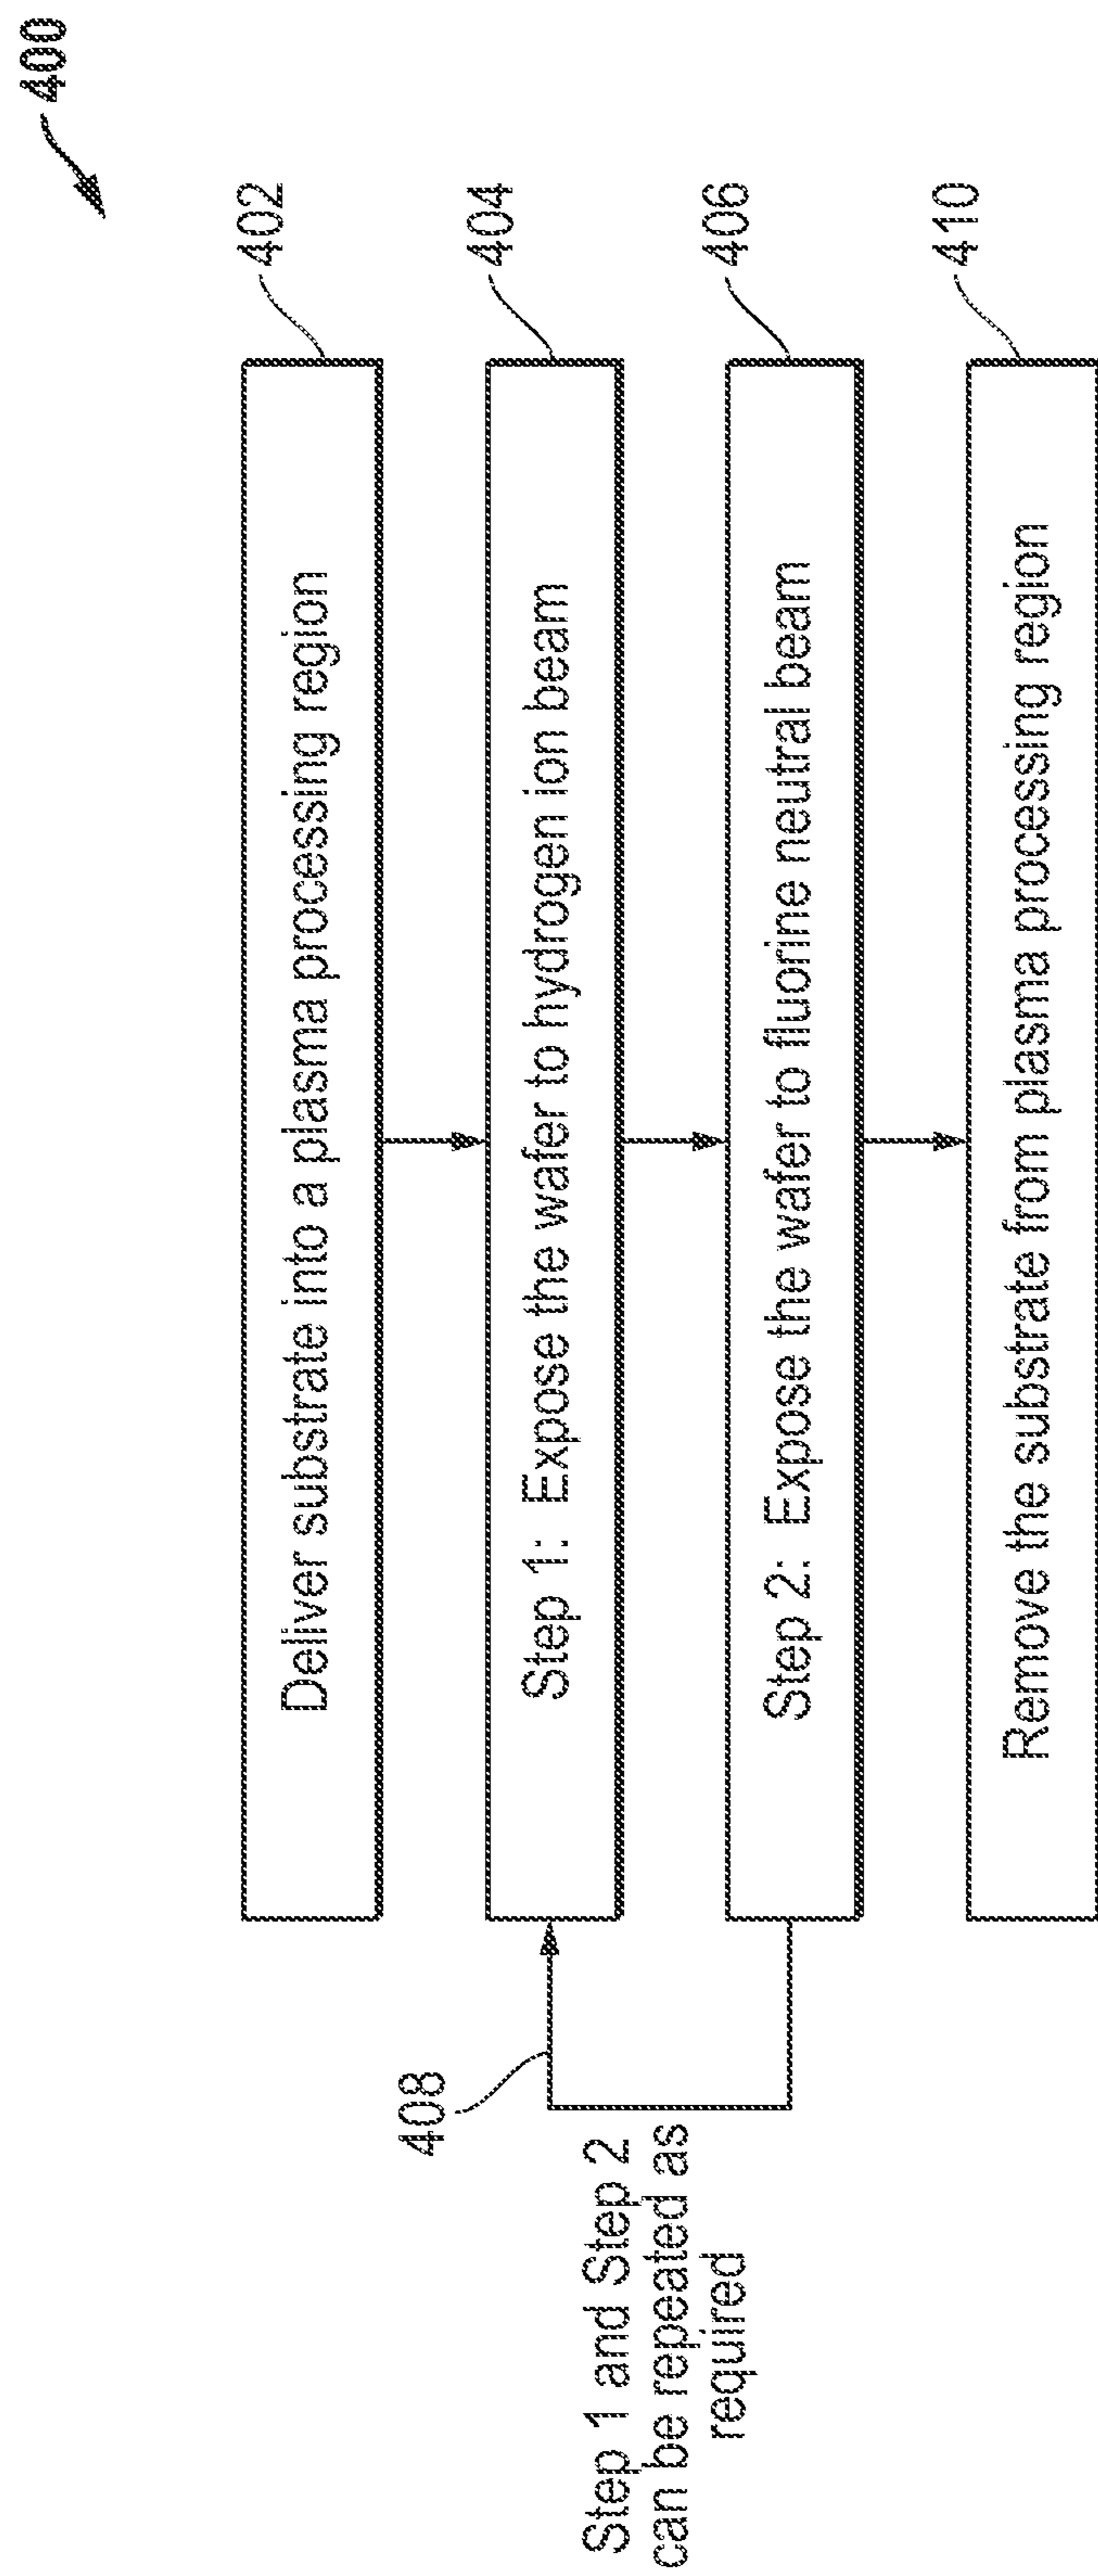 400
Deliver substrate into a plasma processing region
402
408
Step 1: Expose the wafer to hydrogen ion beam
404
Step 1 and Step 2
can be repeated as
required
Step 2: Expose the wafer to fluorine neutral beam
406
Remove the substrate from plasma processing region
410